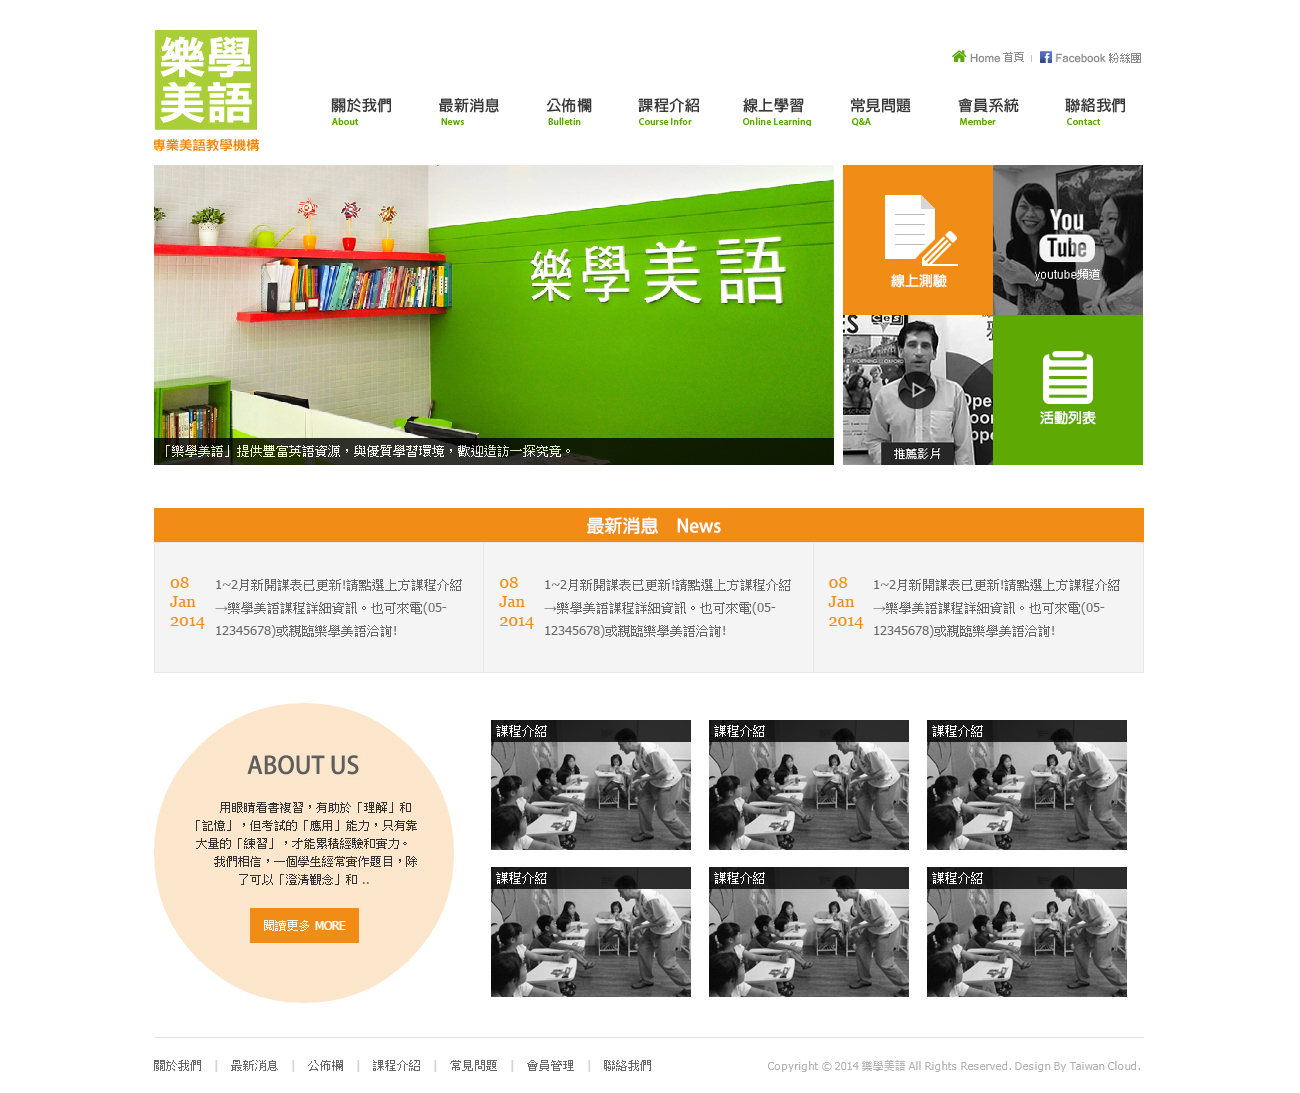 樂學
美語
專業美語教學機構
Home 首頁 | Facebook 粉絲團
關於我們 最新消息 公佈欄 課程介紹 線上學習 常見問題 會員系統 聯絡我們
About News Bulletin Course Infor Online Learning Q&A Member Contact
樂學美語
「樂學美語」提供豐富英語資源，與優質學習環境，歡迎造訪一探究竟。
線上測驗
You
Tube
youtube頻道
推薦影片
活動列表
最新消息 News
08
Jan
2014
1~2月新開課表已更新!請點選上方課程介紹
→樂學美語課程詳細資訊。也可來電(05-
12345678)或親臨樂學美語洽詢!
08
Jan
2014
1~2月新開課表已更新!請點選上方課程介紹
→樂學美語課程詳細資訊。也可來電(05-
12345678)或親臨樂學美語洽詢!
08
Jan
2014
1~2月新開課表已更新!請點選上方課程介紹
→樂學美語課程詳細資訊。也可來電(05-
12345678)或親臨樂學美語洽詢!
ABOUT US
用眼睛看書複習，有助於「理解」和
「記憶」，但考試的「應用」能力，只有靠
大量的「練習」，才能累積經驗和實力。
我們相信，一個學生經常實作題目，除
了可以「澄清觀念」和 ..
閱讀更多 MORE
課程介紹
課程介紹
課程介紹
課程介紹
課程介紹
課程介紹
關於我們 | 最新消息 | 公佈欄 | 課程介紹 | 常見問題 | 會員管理 | 聯絡我們
Copyright © 2014 樂學美語 All Rights Reserved. Design By Taiwan Cloud.